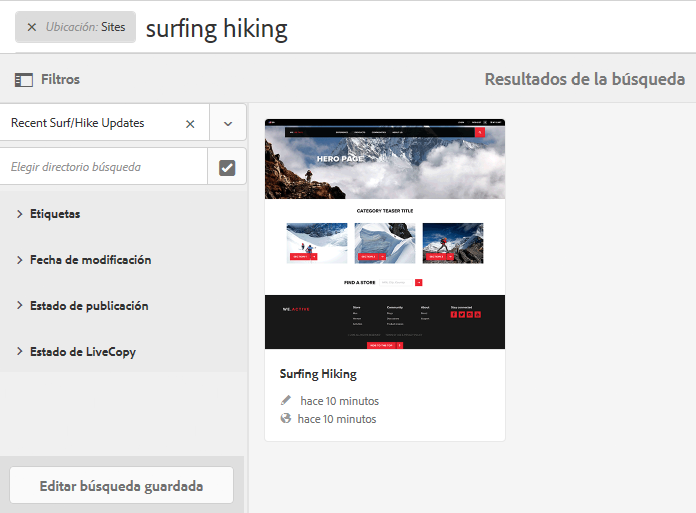 Ubicación: Sites
surfing hiking
Filtros
Resultados de la búsqueda
Recent Surf/Hike Updates
Elegir directorio búsqueda
Etiquetas
Fecha de modificación
Estado de publicación
Estado de LiveCopy
HERO PAGE
CATEGORY TEASER TITLE
FIND A STORE
WE.ACTIVE
Surfing Hiking
hace 10 minutos
hace 10 minutos
Editar búsqueda guardada